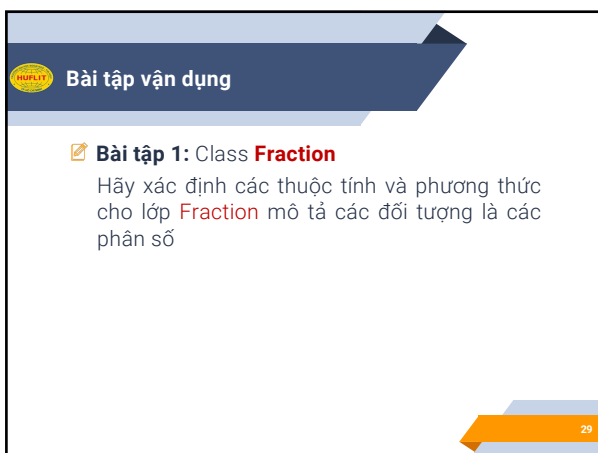 HUFLIT
Bài tập vận dụng
Bài tập 1: Class Fraction
Hãy xác định các thuộc tính và phương thức
cho lớp Fraction mô tả các đối tượng là các
phân số
29